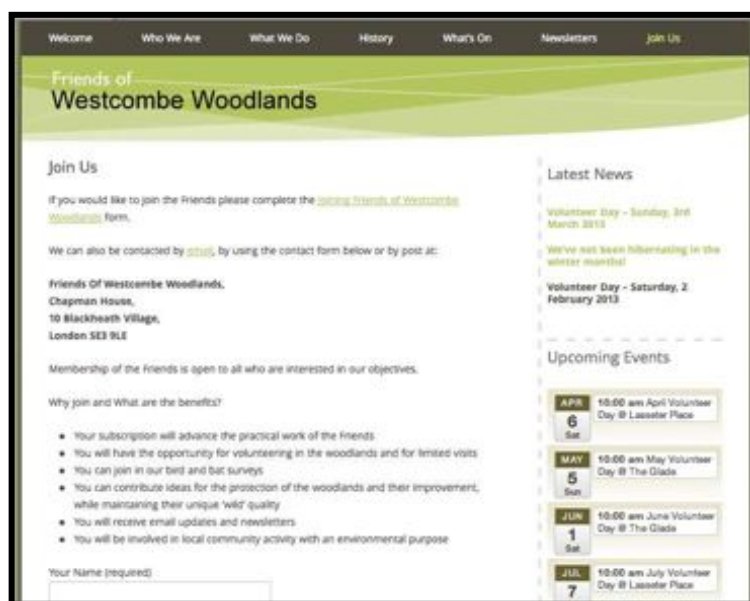 Welcome Who We Are What We Do History What's On Newsletters Join Us
Friends of
Westcombe Woodlands
Join Us
If you would like to join the Friends please complete the Joining Friends of Westcombe
Woodlands form.
We can also be contacted by email, by using the contact form below or by post at:
Friends Of Westcombe Woodlands,
Chapman House,
10 Blackheath Village,
London SE3 9LE
Membership of the Friends is open to all who are interested in our objectives.
Why join and What are the benefits?
Your subscription will advance the practical work of the Friends
You will have the opportunity for volunteering in the woodlands and for limited visits
You can join in our bird and bat surveys
You can contribute ideas for the protection of the woodlands and their improvement,
while maintaining their unique 'wild' quality
You will receive email updates and newsletters
You will be involved in local community activity with an environmental purpose
Your Name (required)
Latest News
Volunteer Day – Sunday, 3rd
March 2013
We've not been hibernating in the
winter months!
Volunteer Day – Saturday, 2
February 2013
Upcoming Events
APR
6
Sat
10:00 am April Volunteer
Day @ Lasseter Place
MAY
5
Sun
10:00 am May Volunteer
Day @ The Glade
JUN
1
Sat
10:00 am June Volunteer
Day @ The Glade
JUL
7
10:00 am July Volunteer
Day @ Lasseter Place